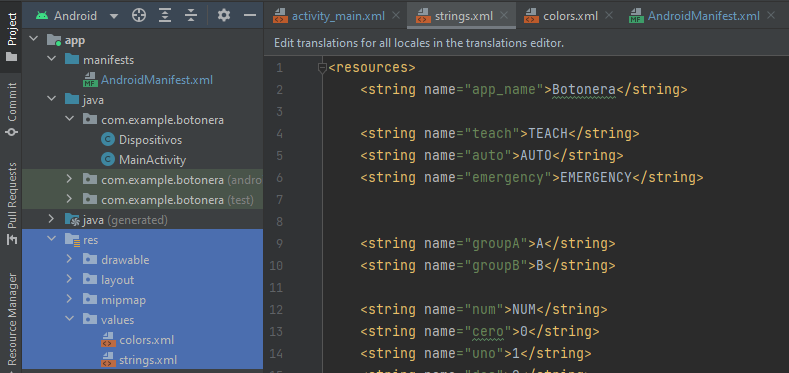 Project
Commit
Pull Requests
Resource Manager
Android
app
manifests
AndroidManifest.xml
java
com.example.botonera
Dispositivos
MainActivity
com.example.botonera (andro
com.example.botonera (test)
java (generated)
res
drawable
layout
mipmap
values
colors.xml
strings.xml
activity_main.xml strings.xml colors.xml AndroidManifest.xml
Edit translations for all locales in the translations editor.
1 <resources>
2 <string name="app_name">Botonera</string>
3
4 <string name="teach">TEACH</string>
5 <string name="auto">AUTO</string>
6 <string name="emergency">EMERGENCY</string>
7
8
9 <string name="groupA">A</string>
10 <string name="groupB">B</string>
11
12 <string name="num">NUM</string>
13 <string name="cero">0</string>
14 <string name="uno">1</string>